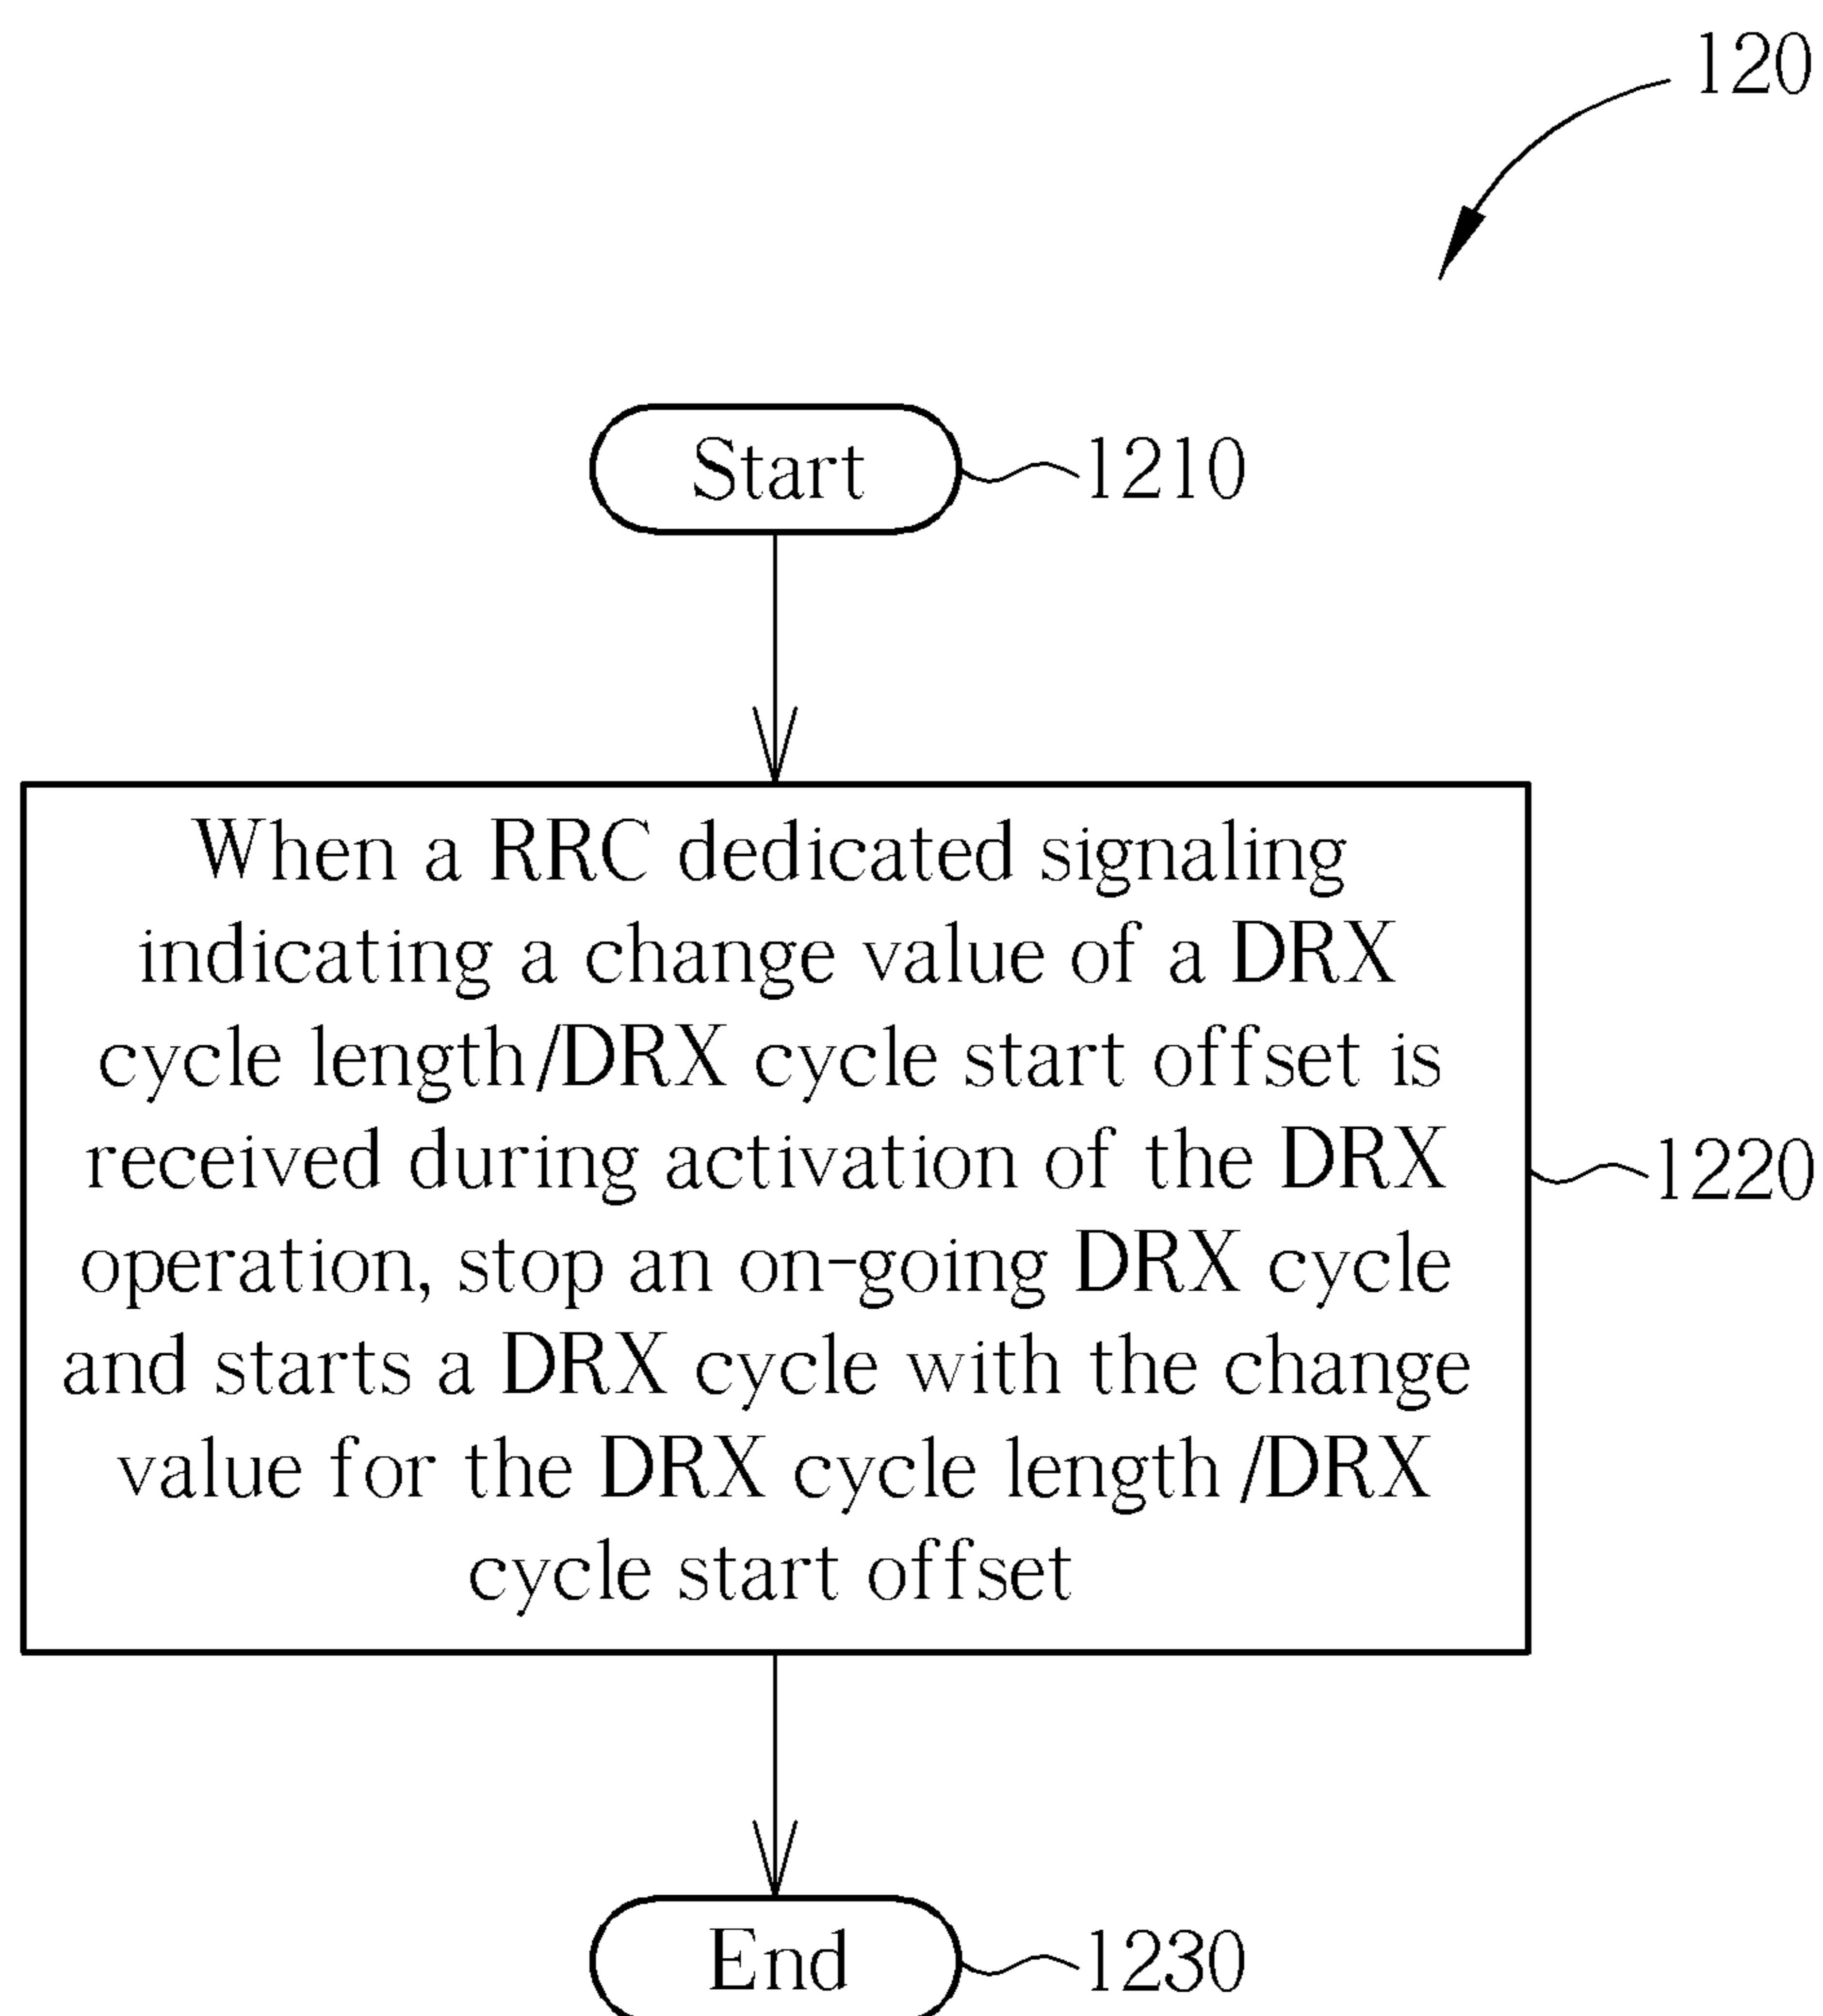 120
Start
1210
When a RRC dedicated signaling
indicating a change value of a DRX
cycle length/DRX cycle start offset is
received during activation of the DRX
operation, stop an on-going DRX cycle
and starts a DRX cycle with the change
value for the DRX cycle length/DRX
cycle start offset
1220
End
1230